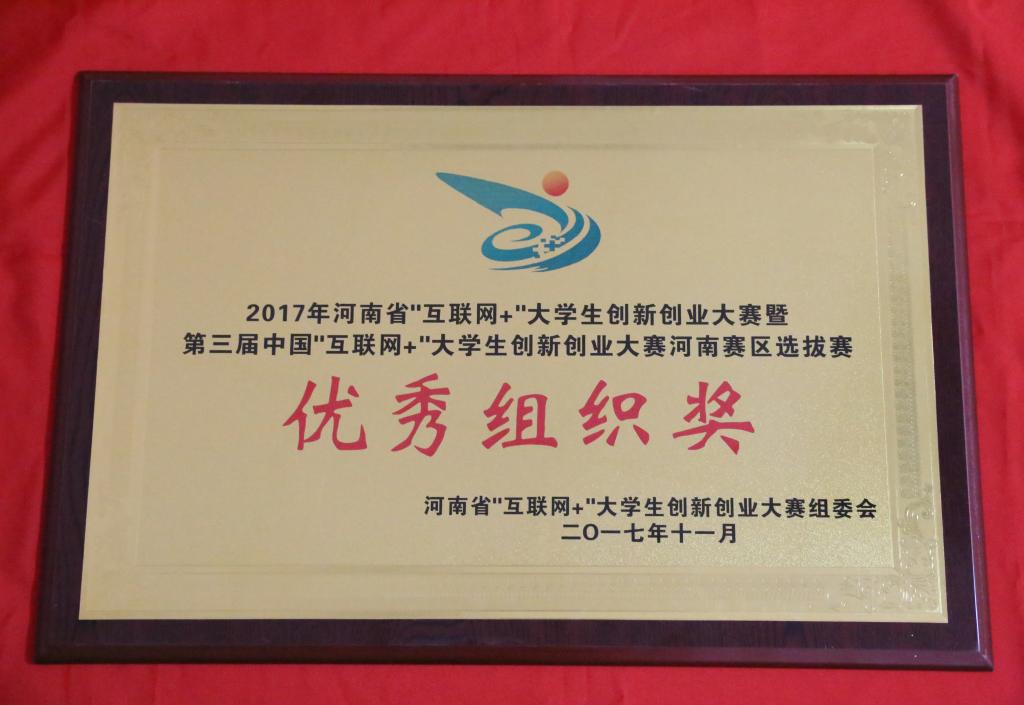 2017年河南省"互联网+"大学生创新创业大赛暨
第三届中国"互联网+"大学生创新创业大赛河南赛区选拔赛
优秀组织奖
河南省"互联网+"大学生创新创业大赛组委会
二〇一七年十一月